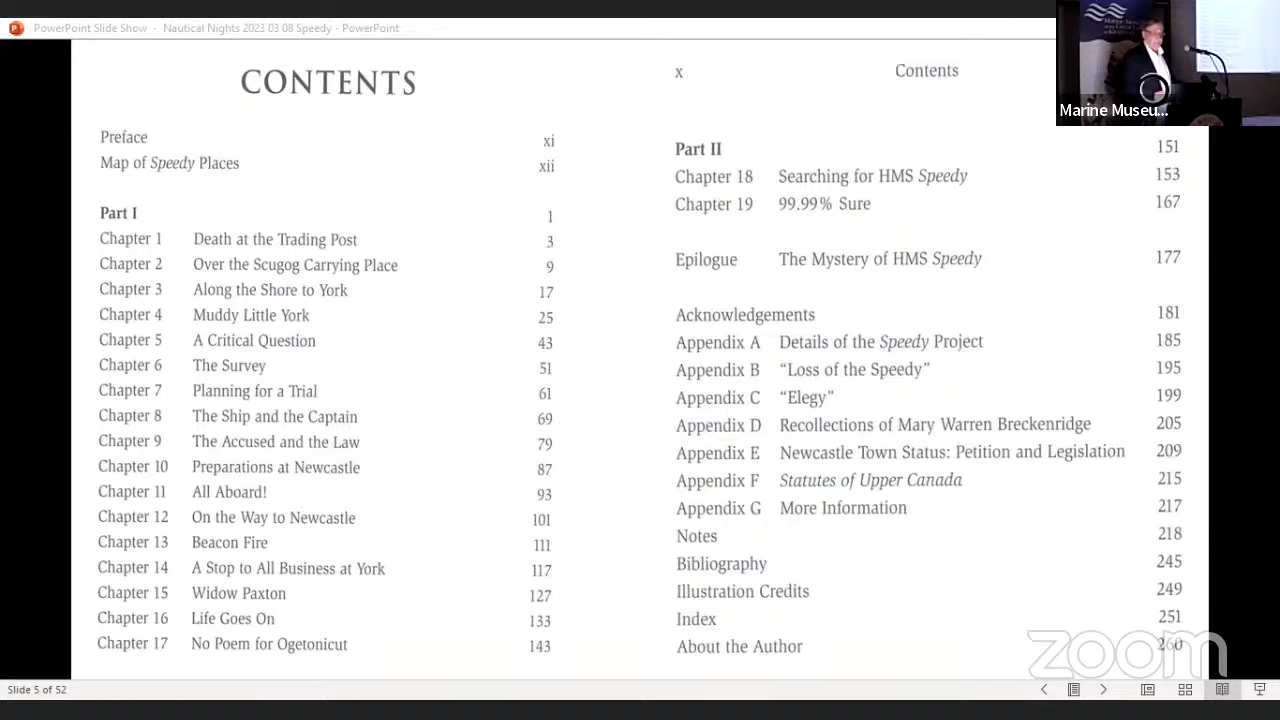 PowerPoint Slide Show - Nautical Nights 2023 03 08 Speedy - PowerPoint
CONTENTS
Preface xi
Map of Speedy Places xii
Part I 1
Chapter 1 Death at the Trading Post 3
Chapter 2 Over the Scugog Carrying Place 9
Chapter 3 Along the Shore to York 17
Chapter 4 Muddy Little York 25
Chapter 5 A Critical Question 43
Chapter 6 The Survey 51
Chapter 7 Planning for a Trial 61
Chapter 8 The Ship and the Captain 69
Chapter 9 The Accused and the Law 79
Chapter 10 Preparations at Newcastle 87
Chapter 11 All Aboard! 93
Chapter 12 On the Way to Newcastle 101
Chapter 13 Beacon Fire 111
Chapter 14 A Stop to All Business at York 117
Chapter 15 Widow Paxton 127
Chapter 16 Life Goes On 133
Chapter 17 No Poem for Ogetonicut 143
x Contents
Part II 151
Chapter 18 Searching for HMS Speedy 153
Chapter 19 99.99% Sure 167
Epilogue The Mystery of HMS Speedy 177
Acknowledgements 181
Appendix A Details of the Speedy Project 185
Appendix B “Loss of the Speedy” 195
Appendix C “Elegy” 199
Appendix D Recollections of Mary Warren Breckenridge 205
Appendix E Newcastle Town Status: Petition and Legislation 209
Appendix F Statutes of Upper Canada 215
Appendix G More Information 217
Notes 218
Bibliography 245
Illustration Credits 249
Index 251
About the Author 260
Marine Museu...
zoom
Slide 5 of 52